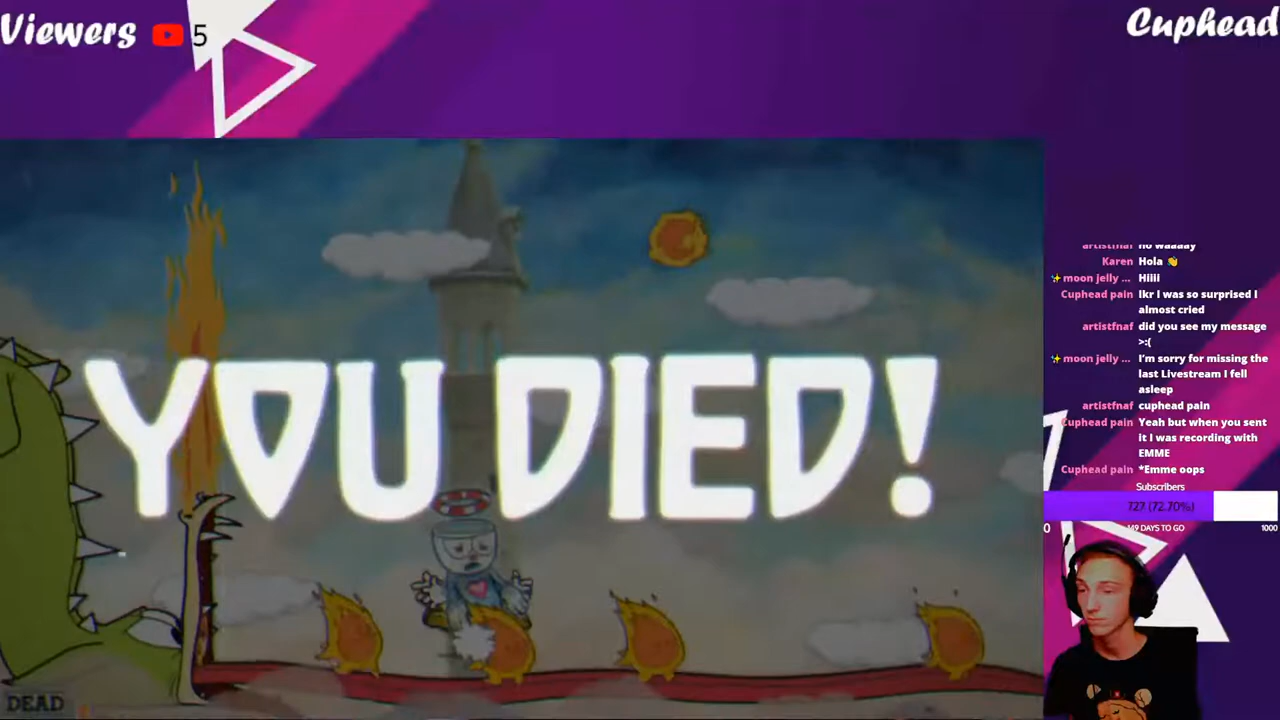 Viewers 5
Cuphead
YOU DIED!
DEAD
artistfnaf no waaaay
Karen Hola 👋
✨moon jelly ... Hiiii
Cuphead pain Ikr I was so surprised I
almost cried
artistfnaf did you see my message
>:(
✨moon jelly ... I'm sorry for missing the
last Livestream I fell
asleep
artistfnaf cuphead pain
Cuphead pain Yeah but when you sent
it I was recording with
EMME
Cuphead pain *Emme oops
Subscribers
727 (72.70%)
0 149 DAYS TO GO 1000